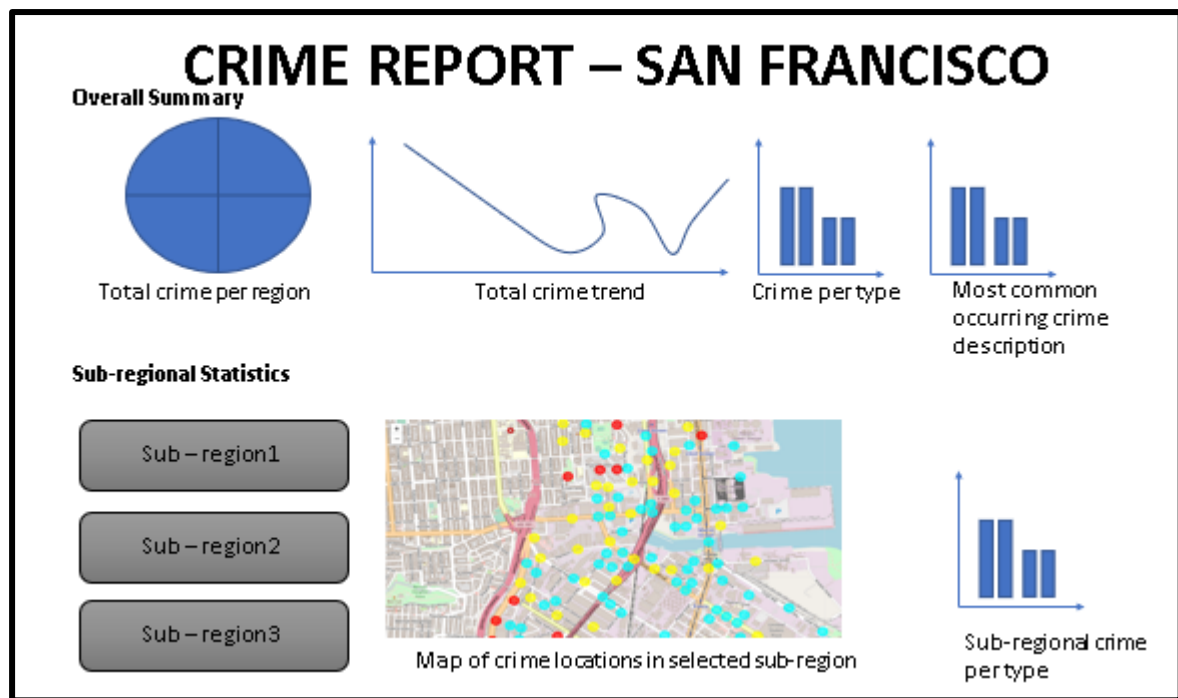 CRIME REPORT – SAN FRANCISCO
Overall Summary
Total crime per region
Total crime trend
Crime per type
Most common
occurring crime
description
Sub-regional Statistics
Sub – region1
Sub – region2
Sub – region3
Map of crime locations in selected sub-region
Sub-regional crime
per type